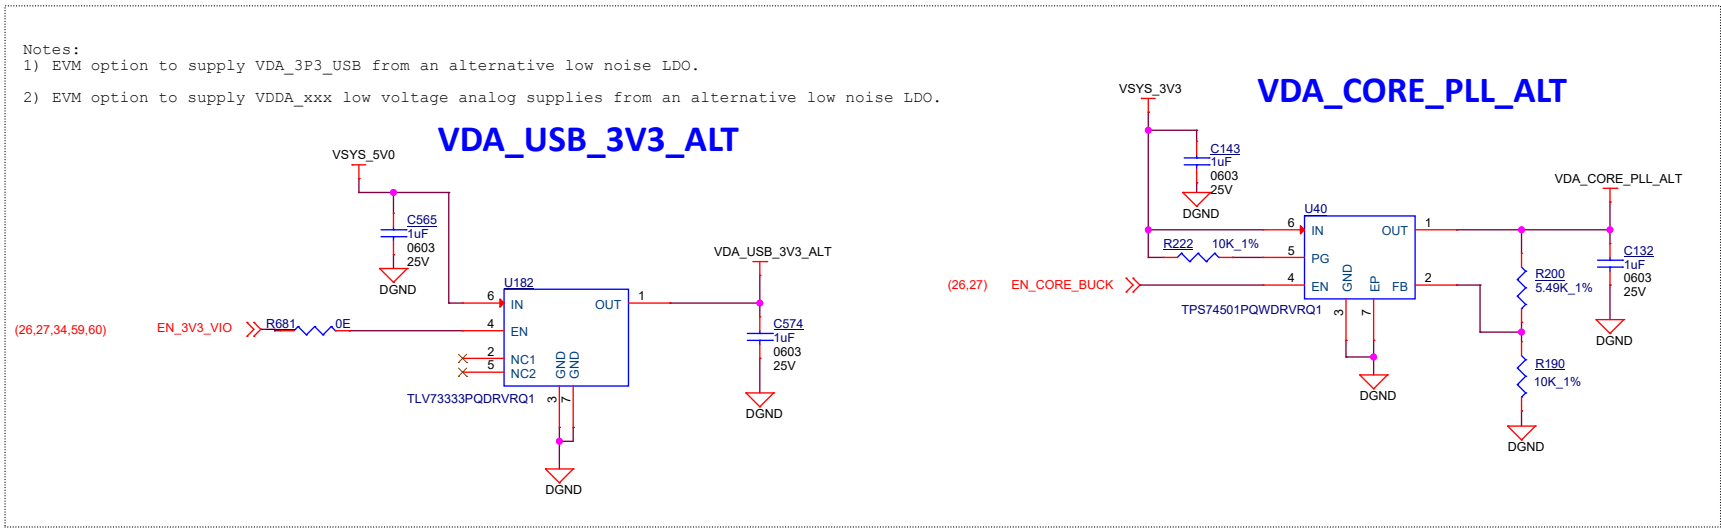 Notes:
1) EVM option to supply VDA_3P3_USB from an alternative low noise LDO.
2) EVM option to supply VDDA_xxx low voltage analog supplies from an alternative low noise LDO.
VDA_USB_3V3_ALT
VSYS_5V0
C565
1uF
0603
25V
DGND
U182
6
IN
OUT
1
(26,27,34,59,60)
EN_3V3_VIO
R681
0E
4
EN
2
NC1
5
NC2
GND
GND
TLV73333PQDRVRQ1
3
7
DGND
VDA_USB_3V3_ALT
C574
1uF
0603
25V
DGND
VDA_CORE_PLL_ALT
VSYS_3V3
C143
1uF
0603
25V
DGND
U40
6
IN
OUT
1
R222
10K_1%
5
PG
(26,27)
EN_CORE_BUCK
4
EN
GND
EP
FB
2
TPS74501PQWDRVRQ1
3
7
DGND
VDA_CORE_PLL_ALT
R200
5.49K_1%
C132
1uF
0603
25V
DGND
R190
10K_1%
DGND